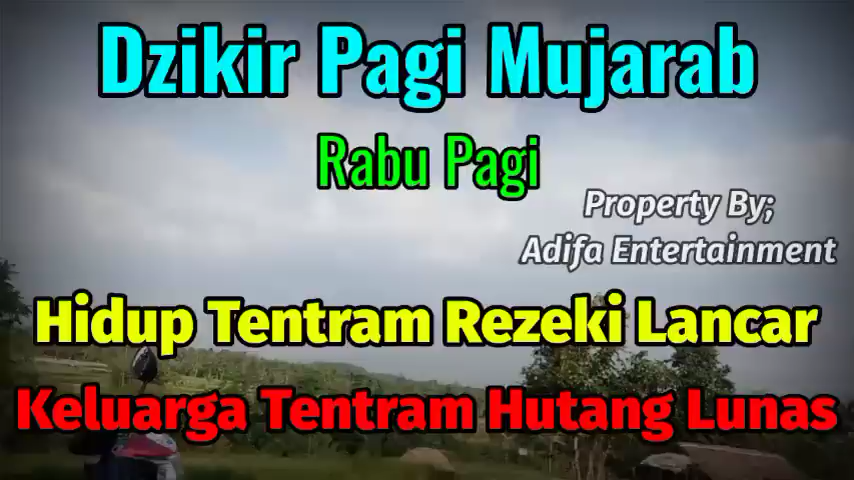 Dzikir Pagi Mujarab
Rabu Pagi
Property By;
Adifa Entertainment
Hidup Tentram Rezeki Lancar
Keluarga Tentram Hutang Lunas